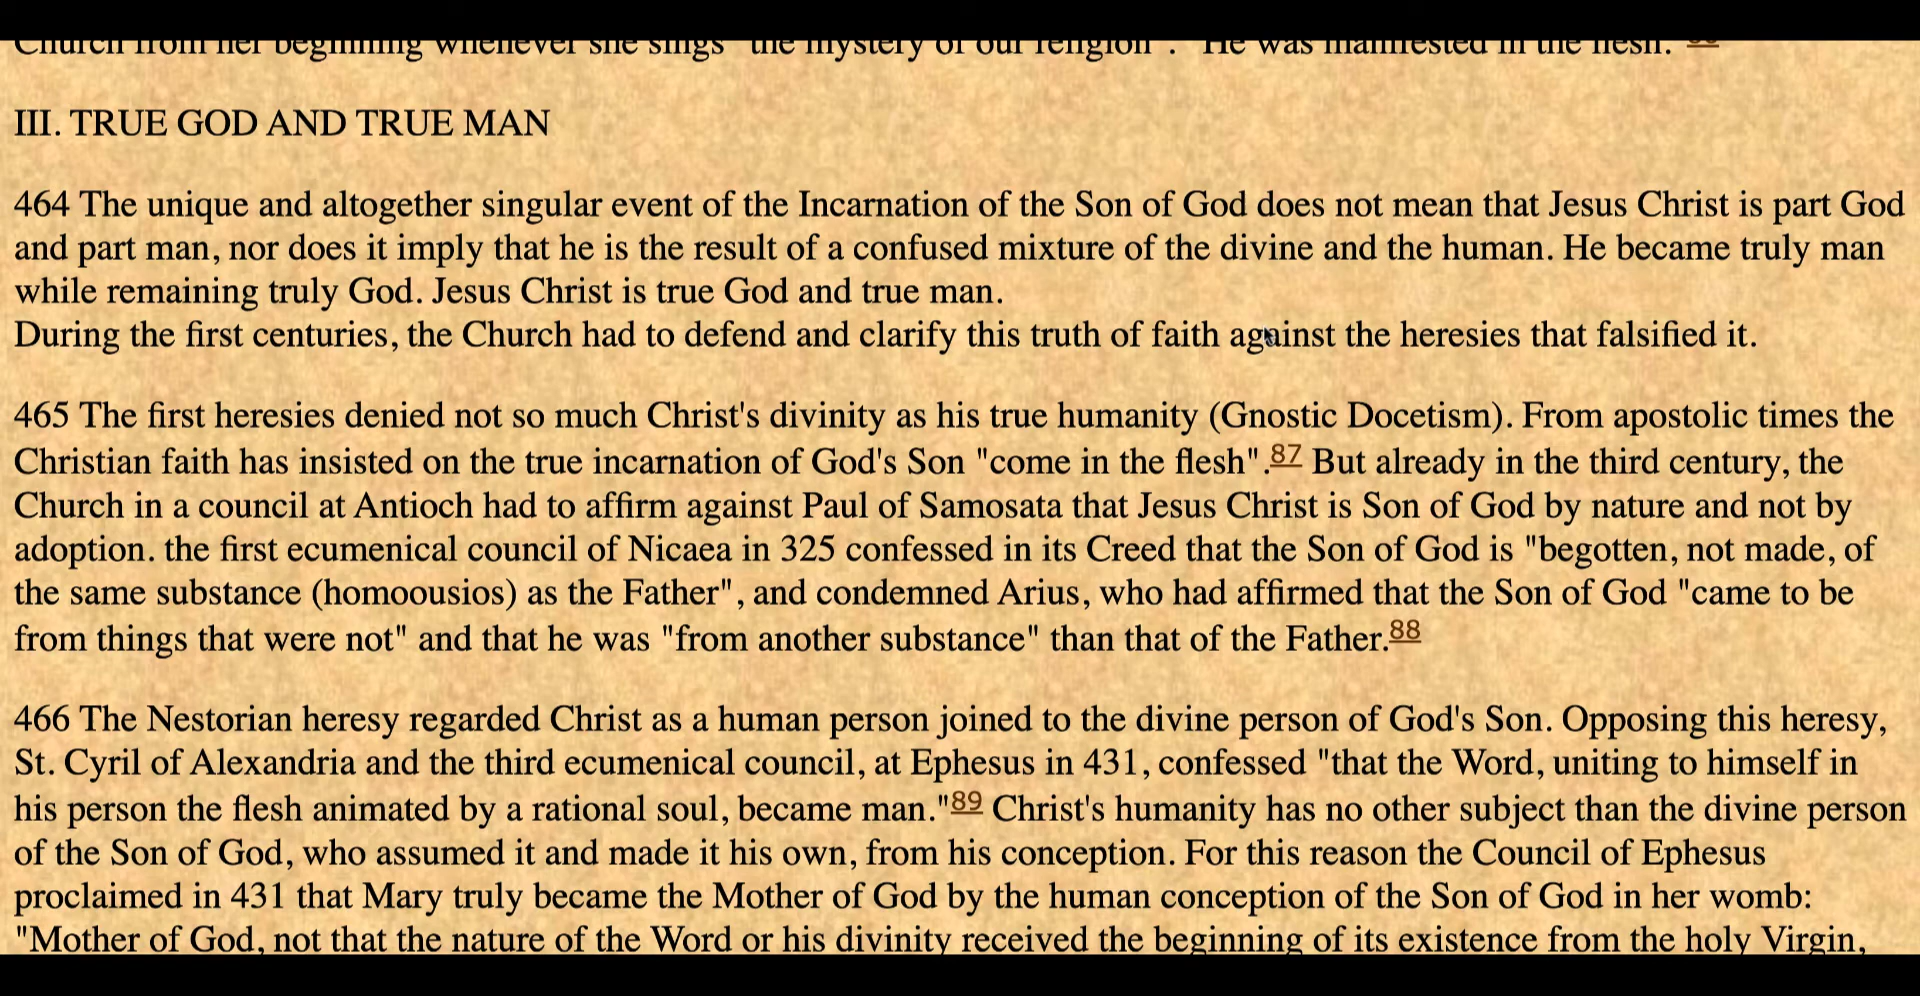 Church from her beginning whenever she sings "the mystery of our religion": "He was manifested in the flesh."
III. TRUE GOD AND TRUE MAN
464 The unique and altogether singular event of the Incarnation of the Son of God does not mean that Jesus Christ is part God
and part man, nor does it imply that he is the result of a confused mixture of the divine and the human. He became truly man
while remaining truly God. Jesus Christ is true God and true man.
During the first centuries, the Church had to defend and clarify this truth of faith against the heresies that falsified it.
465 The first heresies denied not so much Christ's divinity as his true humanity (Gnostic Docetism). From apostolic times the
Christian faith has insisted on the true incarnation of God's Son "come in the flesh".87 But already in the third century, the
Church in a council at Antioch had to affirm against Paul of Samosata that Jesus Christ is Son of God by nature and not by
adoption. the first ecumenical council of Nicaea in 325 confessed in its Creed that the Son of God is "begotten, not made, of
the same substance (homoousios) as the Father", and condemned Arius, who had affirmed that the Son of God "came to be
from things that were not" and that he was "from another substance" than that of the Father.88
466 The Nestorian heresy regarded Christ as a human person joined to the divine person of God's Son. Opposing this heresy,
St. Cyril of Alexandria and the third ecumenical council, at Ephesus in 431, confessed "that the Word, uniting to himself in
his person the flesh animated by a rational soul, became man."89 Christ's humanity has no other subject than the divine person
of the Son of God, who assumed it and made it his own, from his conception. For this reason the Council of Ephesus
proclaimed in 431 that Mary truly became the Mother of God by the human conception of the Son of God in her womb:
"Mother of God, not that the nature of the Word or his divinity received the beginning of its existence from the holy Virgin,